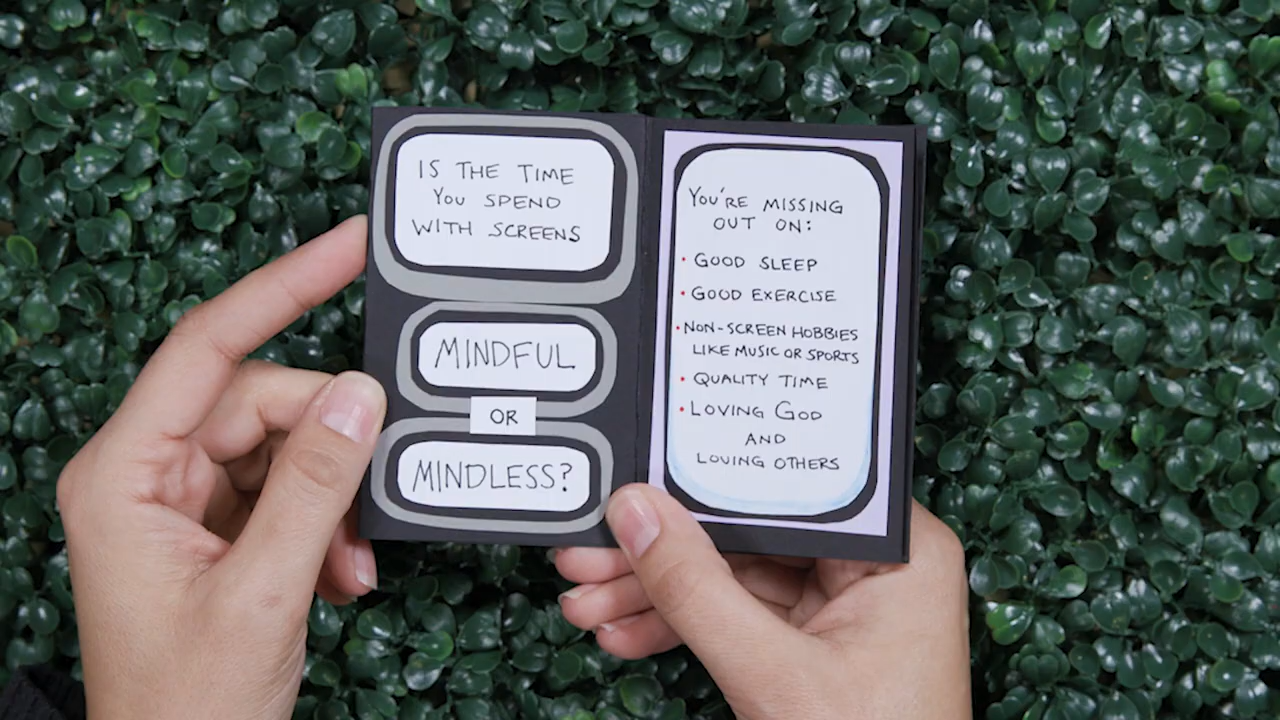 IS THE TIME
YOU SPEND
WITH SCREENS
MINDFUL
OR
MINDLESS?
YOU'RE MISSING
OUT ON:
• GOOD SLEEP
• GOOD EXERCISE
• NON-SCREEN HOBBIES
LIKE MUSIC OR SPORTS
• QUALITY TIME
• LOVING GOD
AND
LOVING OTHERS